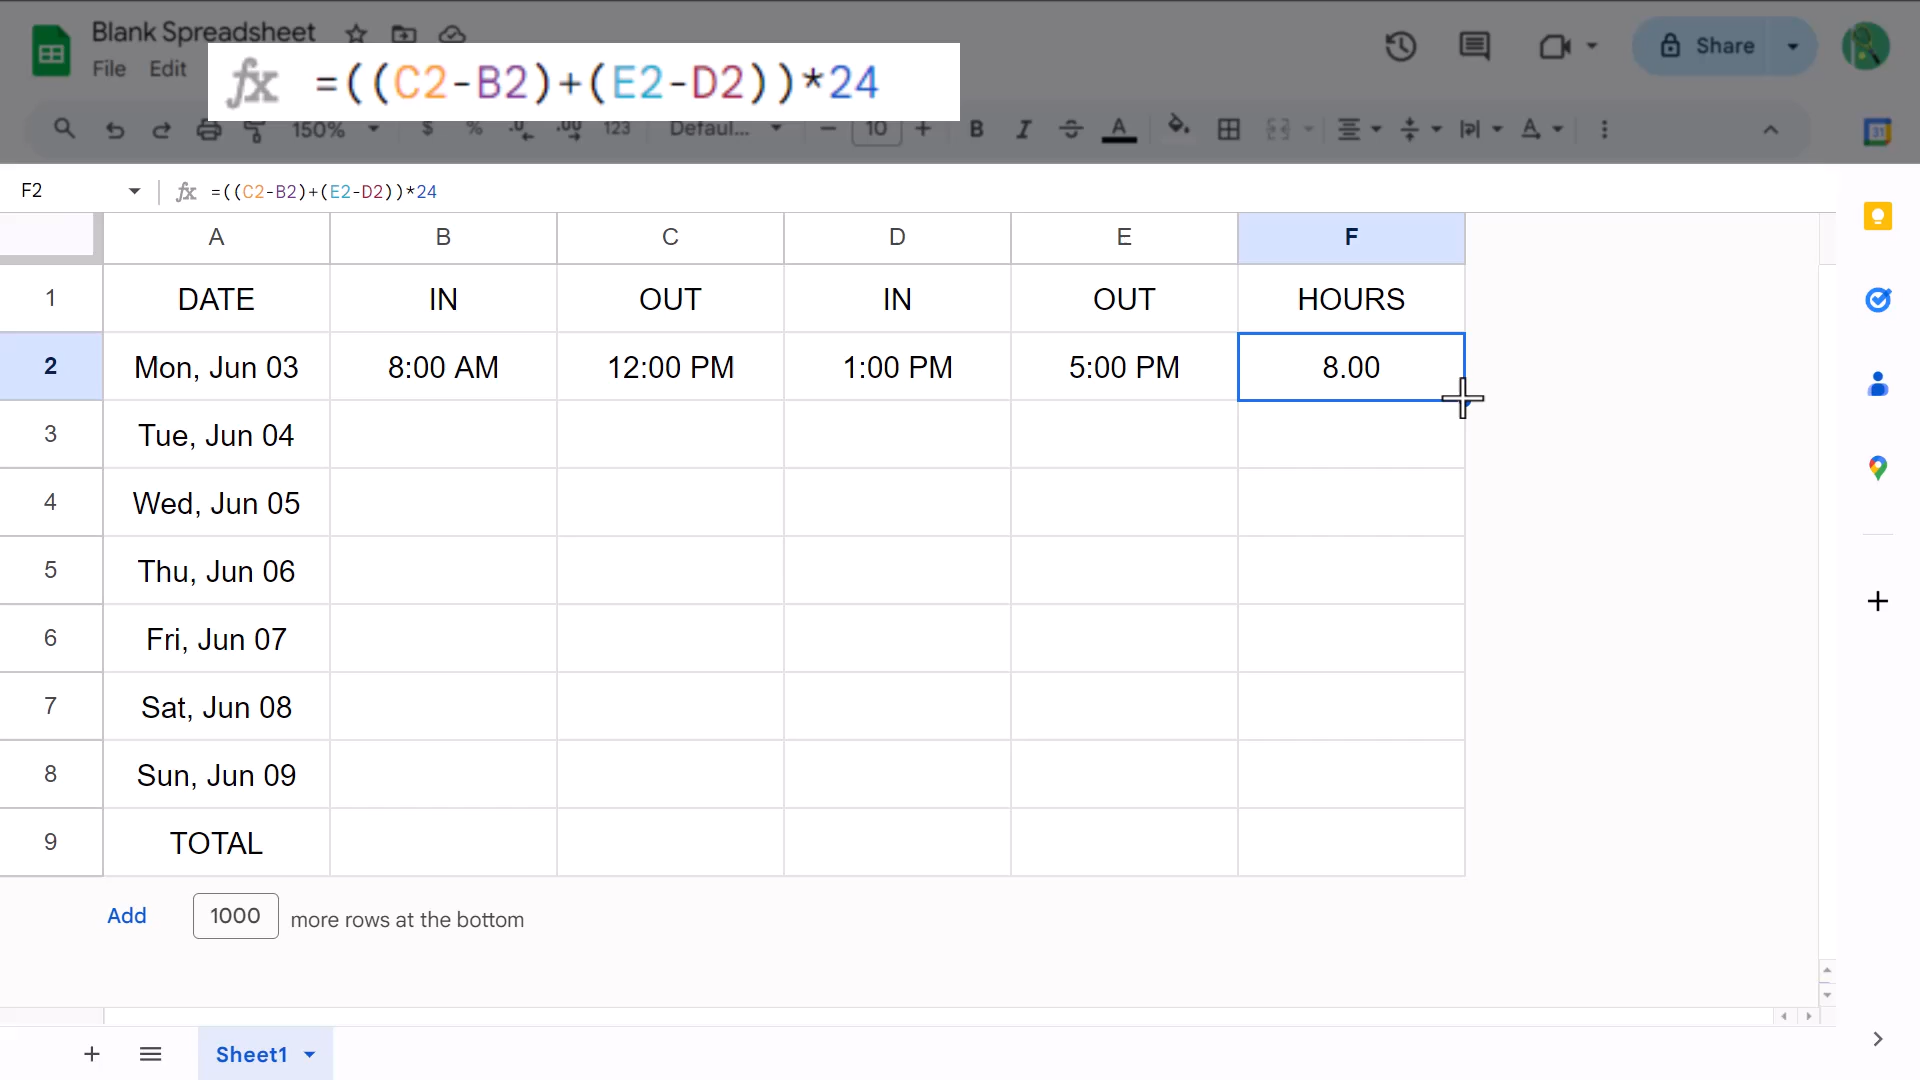 Blank Spreadsheet
File Edit
fx =((C2-B2)+(E2-D2))*24
Share
150% $ % .0 .00 123 Defaul... 10 B I S A A
31
F2 fx =((C2-B2)+(E2-D2))*24
A B C D E F
1 DATE IN OUT IN OUT HOURS
2 Mon, Jun 03 8:00 AM 12:00 PM 1:00 PM 5:00 PM 8.00
3 Tue, Jun 04
4 Wed, Jun 05
5 Thu, Jun 06
6 Fri, Jun 07
7 Sat, Jun 08
8 Sun, Jun 09
9 TOTAL
Add 1000 more rows at the bottom
Sheet1